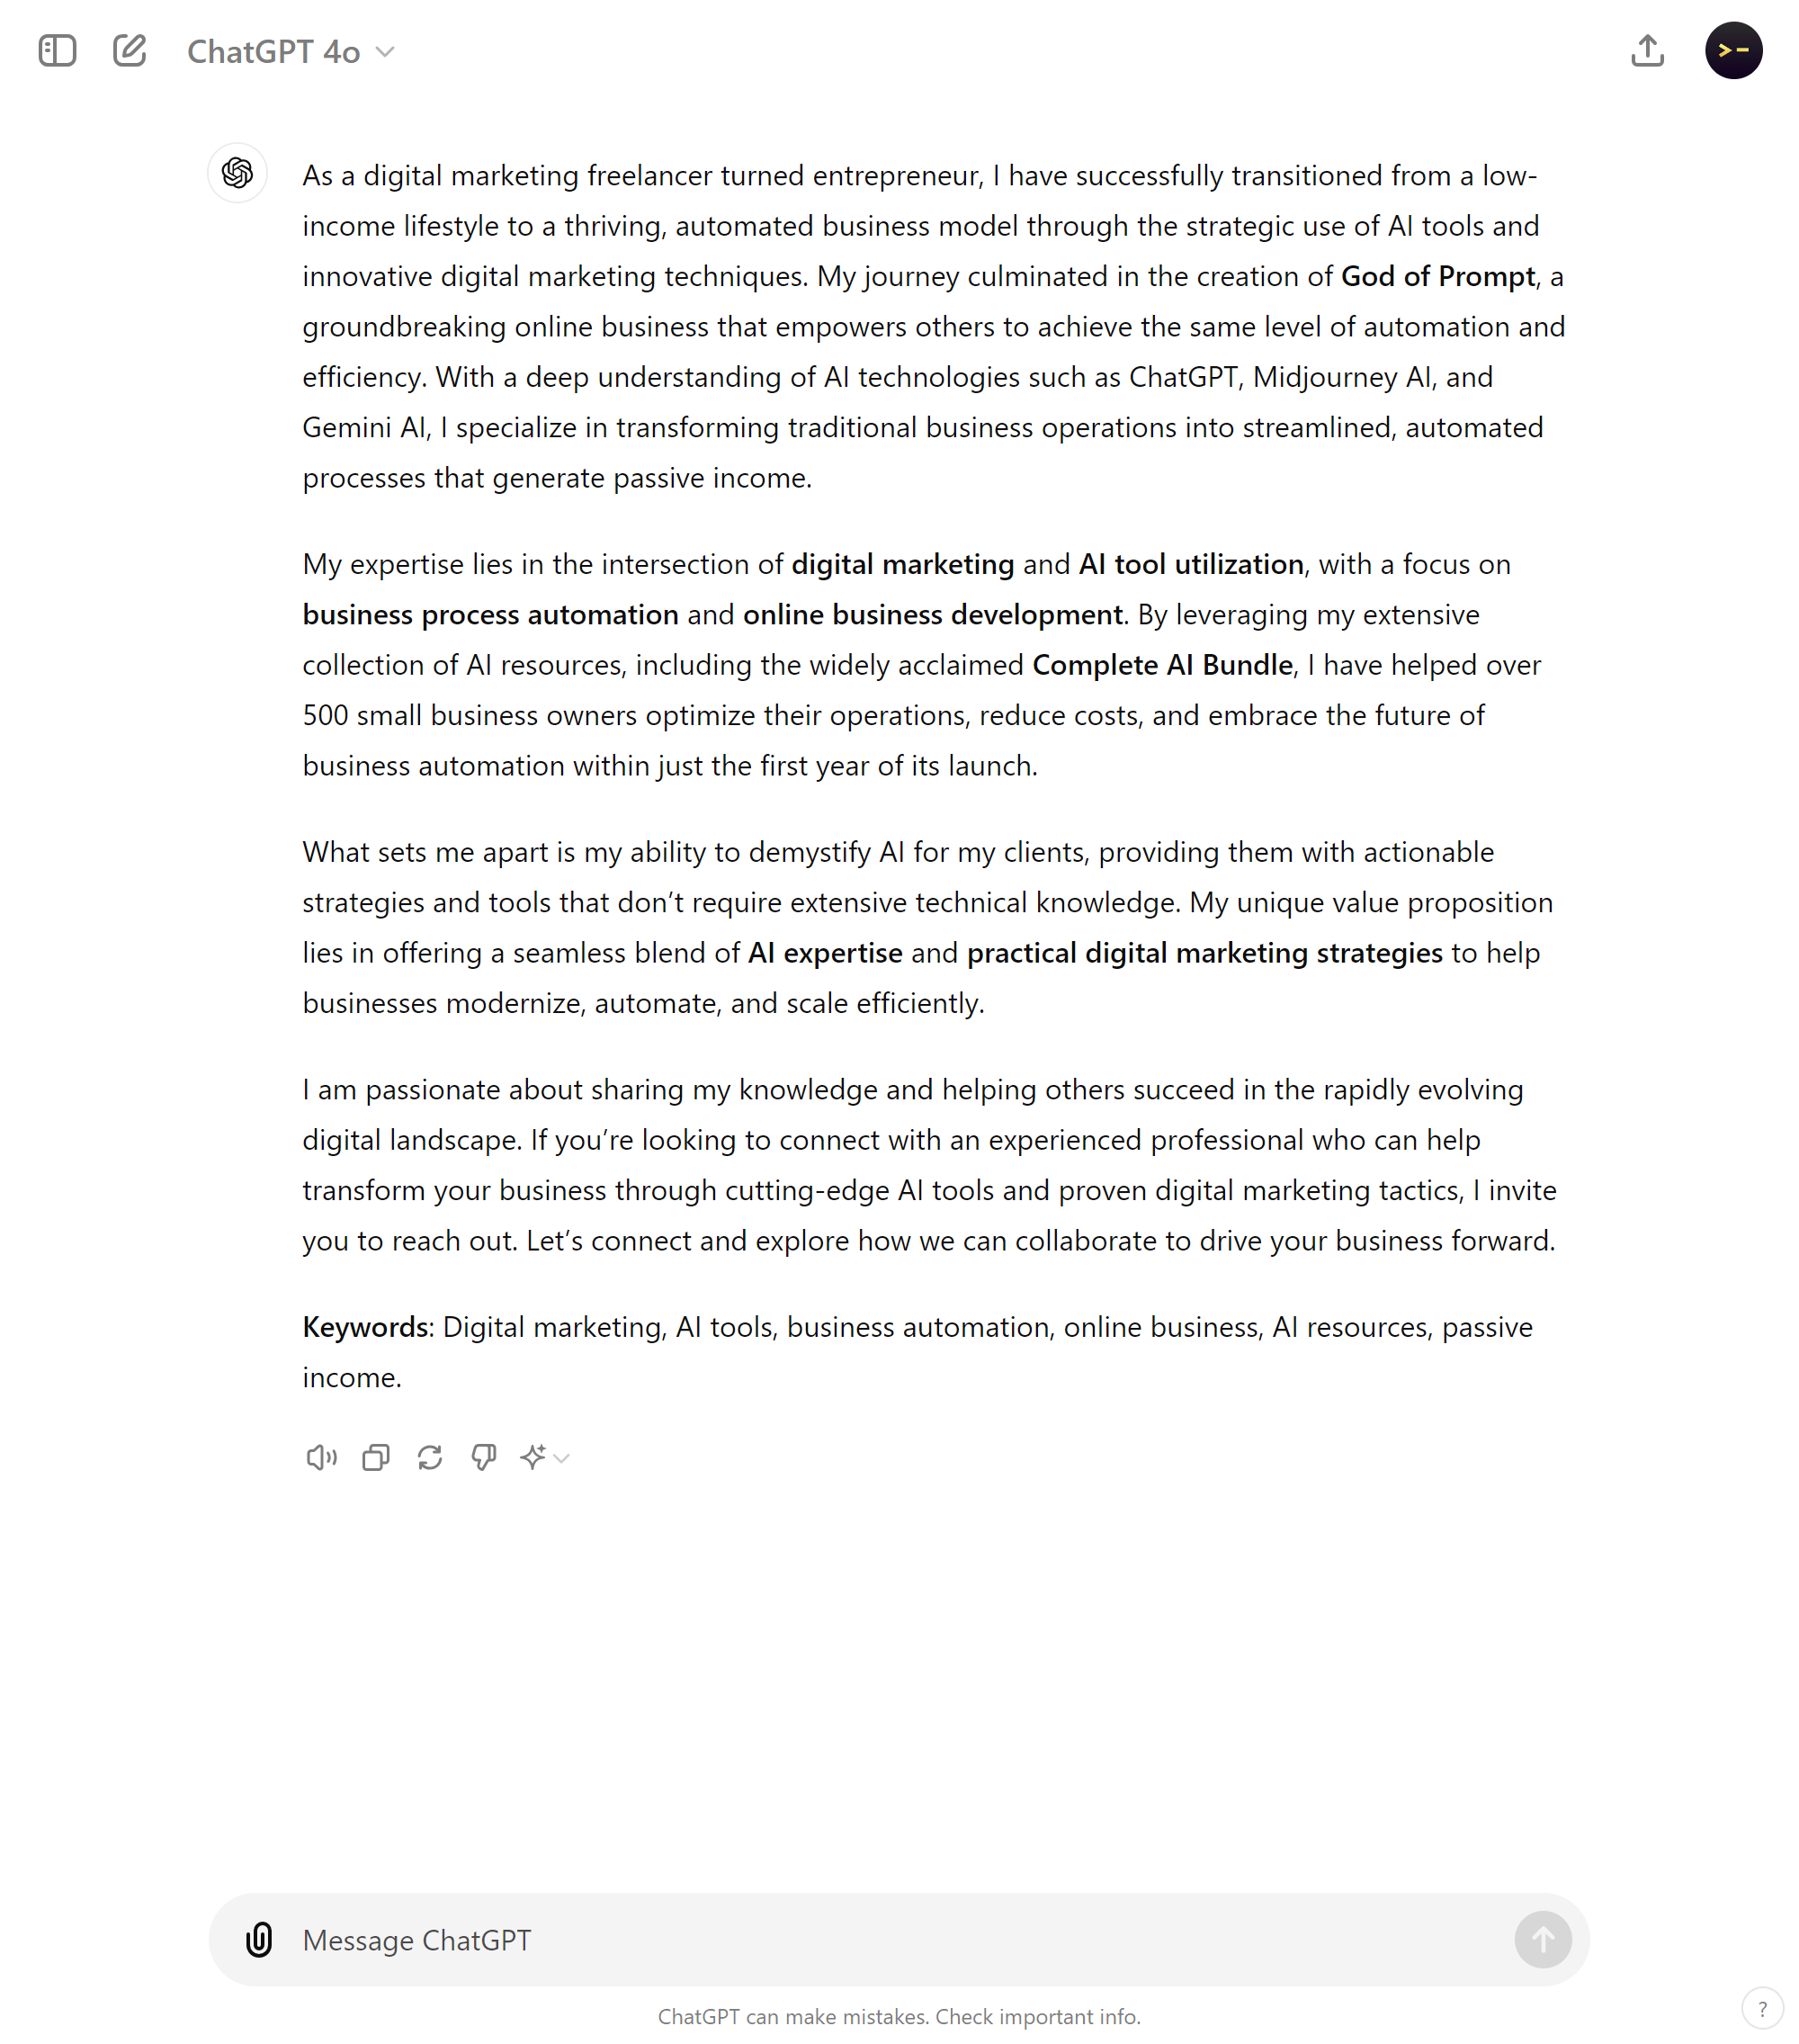 ChatGPT 4o
As a digital marketing freelancer turned entrepreneur, I have successfully transitioned from a low-
income lifestyle to a thriving, automated business model through the strategic use of AI tools and
innovative digital marketing techniques. My journey culminated in the creation of God of Prompt, a
groundbreaking online business that empowers others to achieve the same level of automation and
efficiency. With a deep understanding of AI technologies such as ChatGPT, Midjourney AI, and
Gemini AI, I specialize in transforming traditional business operations into streamlined, automated
processes that generate passive income.
My expertise lies in the intersection of digital marketing and AI tool utilization, with a focus on
business process automation and online business development. By leveraging my extensive
collection of AI resources, including the widely acclaimed Complete AI Bundle, I have helped over
500 small business owners optimize their operations, reduce costs, and embrace the future of
business automation within just the first year of its launch.
What sets me apart is my ability to demystify AI for my clients, providing them with actionable
strategies and tools that don’t require extensive technical knowledge. My unique value proposition
lies in offering a seamless blend of AI expertise and practical digital marketing strategies to help
businesses modernize, automate, and scale efficiently.
I am passionate about sharing my knowledge and helping others succeed in the rapidly evolving
digital landscape. If you’re looking to connect with an experienced professional who can help
transform your business through cutting-edge AI tools and proven digital marketing tactics, I invite
you to reach out. Let’s connect and explore how we can collaborate to drive your business forward.
Keywords: Digital marketing, AI tools, business automation, online business, AI resources, passive
income.
Message ChatGPT
ChatGPT can make mistakes. Check important info.
?